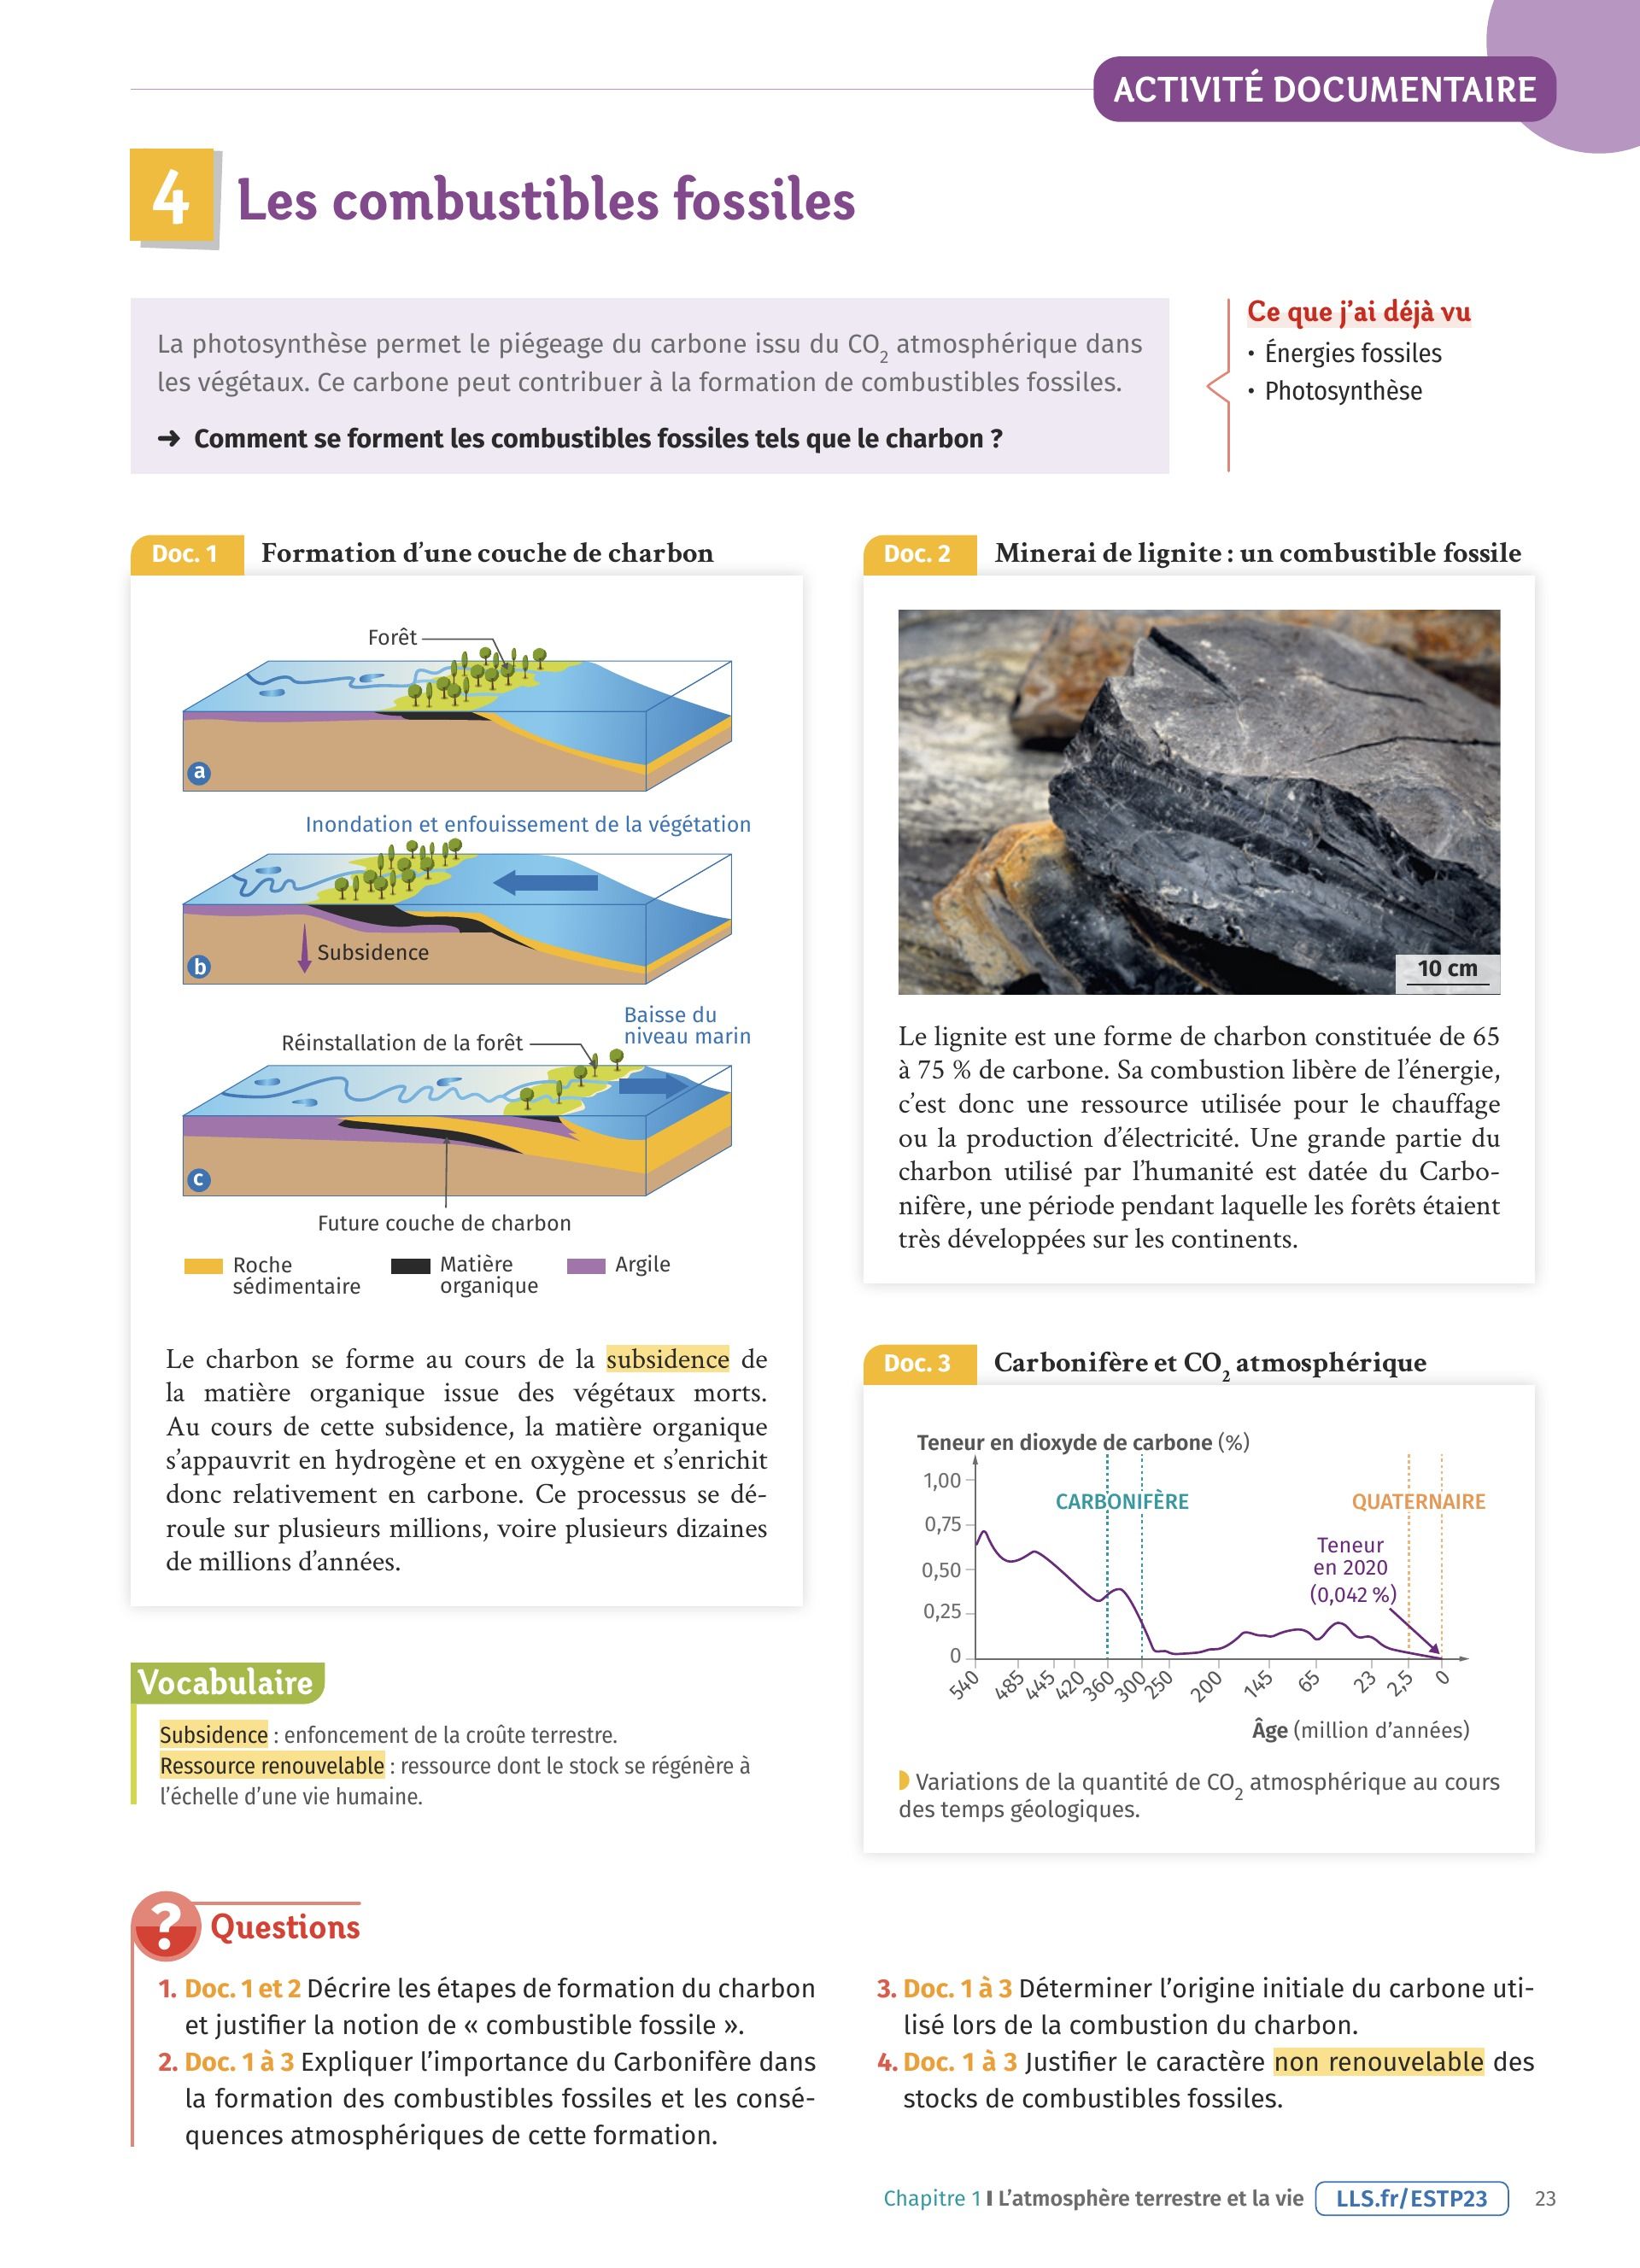 ACTIVITÉ DOCUMENTAIRE
4 Les combustibles fossiles
La photosynthèse permet le piégeage du carbone issu du CO₂ atmosphérique dans
les végétaux. Ce carbone peut contribuer à la formation de combustibles fossiles.
➜ Comment se forment les combustibles fossiles tels que le charbon ?
Ce que j'ai déjà vu
• Énergies fossiles
• Photosynthèse
Doc. 1 Formation d'une couche de charbon
Forêt
a
Inondation et enfouissement de la végétation
Subsidence
b
Baisse du
niveau marin
Réinstallation de la forêt
c
Future couche de charbon
Roche
sédimentaire
Matière
organique
Argile
Le charbon se forme au cours de la subsidence de
la matière organique issue des végétaux morts.
Au cours de cette subsidence, la matière organique
s'appauvrit en hydrogène et en oxygène et s'enrichit
donc relativement en carbone. Ce processus se dé-
roule sur plusieurs millions, voire plusieurs dizaines
de millions d'années.
Vocabulaire
Subsidence : enfoncement de la croûte terrestre.
Ressource renouvelable : ressource dont le stock se régénère à
l'échelle d'une vie humaine.
Doc. 2 Minerai de lignite : un combustible fossile
10 cm
Le lignite est une forme de charbon constituée de 65
à 75 % de carbone. Sa combustion libère de l'énergie,
c'est donc une ressource utilisée pour le chauffage
ou la production d'électricité. Une grande partie du
charbon utilisé par l'humanité est datée du Carbo-
nifère, une période pendant laquelle les forêts étaient
très développées sur les continents.
Doc. 3 Carbonifère et CO₂ atmosphérique
Teneur en dioxyde de carbone (%)
1,00
0,75
0,50
0,25
0
CARBONIFÈRE
QUATERNAIRE
Teneur
en 2020
(0,042 %)
540 485 445 420 360 300 250 200 145 65 23 2,5 0
Âge (million d'années)
Variations de la quantité de CO₂ atmosphérique au cours
des temps géologiques.
? Questions
1. Doc. 1 et 2 Décrire les étapes de formation du charbon
et justifier la notion de « combustible fossile ».
2. Doc. 1 à 3 Expliquer l'importance du Carbonifère dans
la formation des combustibles fossiles et les consé-
quences atmosphériques de cette formation.
3. Doc. 1 à 3 Déterminer l'origine initiale du carbone uti-
lisé lors de la combustion du charbon.
4. Doc. 1 à 3 Justifier le caractère non renouvelable des
stocks de combustibles fossiles.
Chapitre 1 I L'atmosphère terrestre et la vie LLS.fr/ESTP23 23